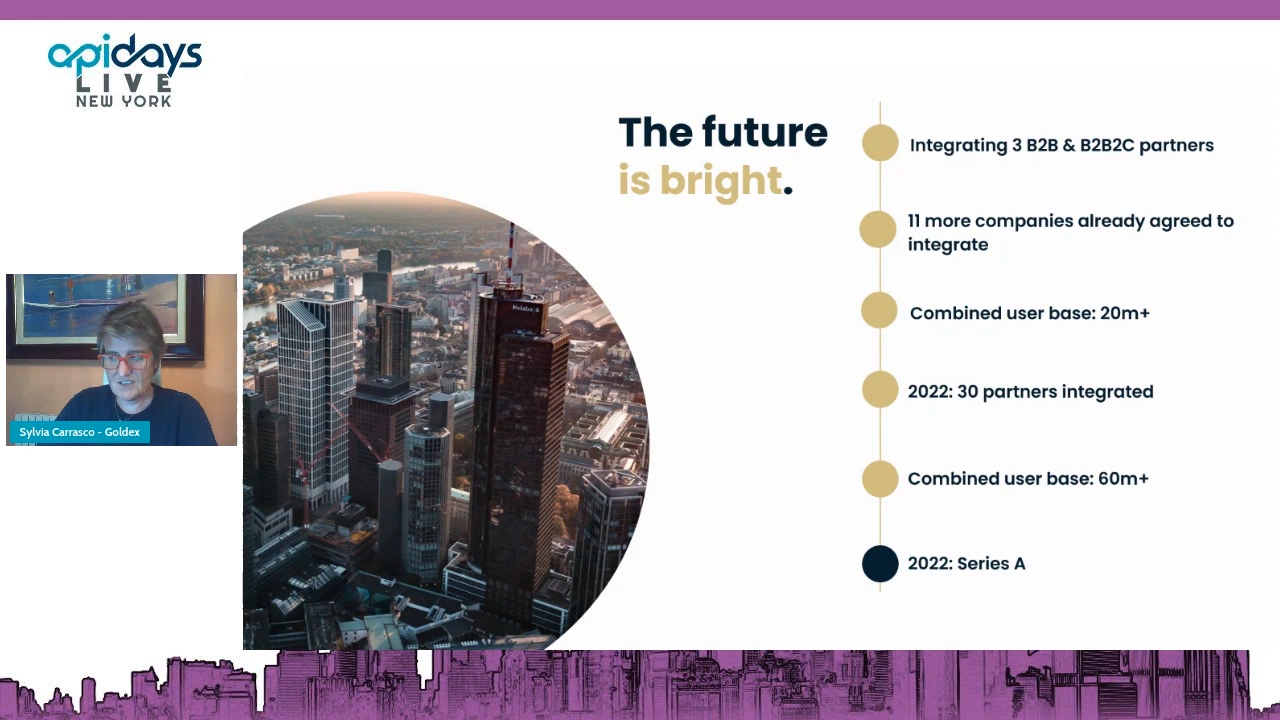 apidays
LIVE
NEW YORK
The future
is bright.
Integrating 3 B2B & B2B2C partners
11 more companies already agreed to
integrate
Combined user base: 20m+
2022: 30 partners integrated
Combined user base: 60m+
2022: Series A
Sylvia Carrasco - Goldex